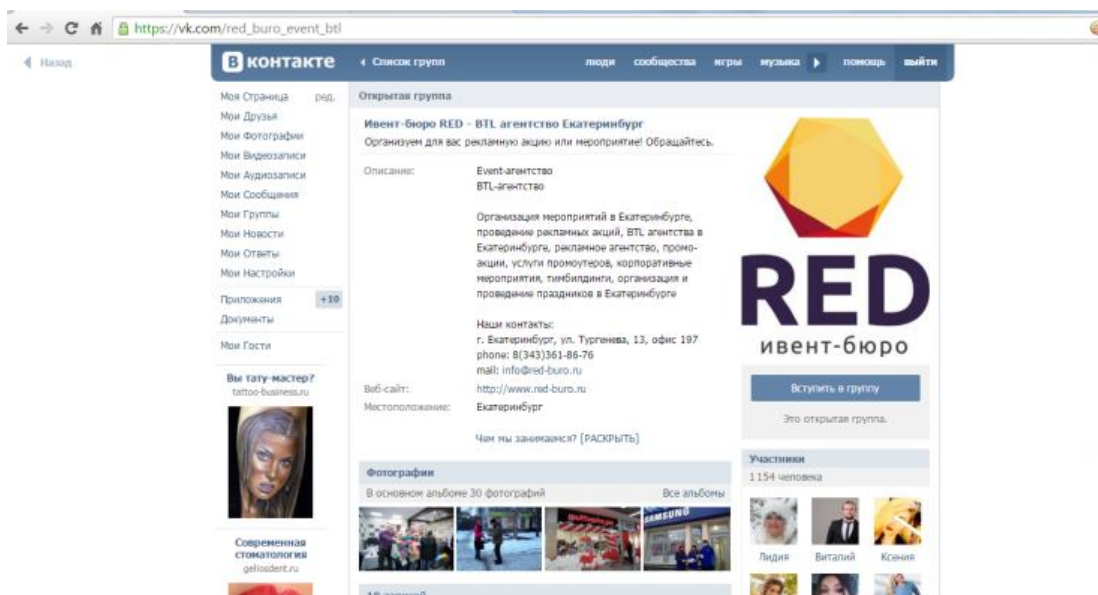 https://vk.com/red_buro_event_btl
Назад
В контакте
Список групп
люди сообщества игры музыка помощь выйти
Моя Страница ред.
Мои Друзья
Мои Фотографии
Мои Видеозаписи
Мои Аудиозаписи
Мои Сообщения
Мои Группы
Мои Новости
Мои Ответы
Мои Настройки
Приложения +10
Документы
Мои Гости
Вы тату-мастер?
tattoo-business.ru
Современная
стоматология
geliosdent.ru
Открытая группа
Ивент-бюро RED - BTL агентство Екатеринбург
Организуем для вас рекламную акцию или мероприятие! Обращайтесь.
Описание: Event-агентство
BTL-агентство
Организация мероприятий в Екатеринбурге,
проведение рекламных акций, BTL агентства в
Екатеринбурге, рекламное агентство, промо-
акции, услуги промоутеров, корпоративные
мероприятия, тимбилдинги, организация и
проведение праздников в Екатеринбурге
Наши контакты:
г. Екатеринбург, ул. Тургенева, 13, офис 197
phone: 8(343)361-86-76
mail: info@red-buro.ru
Веб-сайт: http://www.red-buro.ru
Местоположение: Екатеринбург
Чем мы занимаемся? [РАСКРЫТЬ]
Фотографии
В основном альбоме 30 фотографий Все альбомы
SAMSUNG
RED
ивент-бюро
Вступить в группу
Это открытая группа.
Участники
1154 человека
Лидия Виталий Ксения